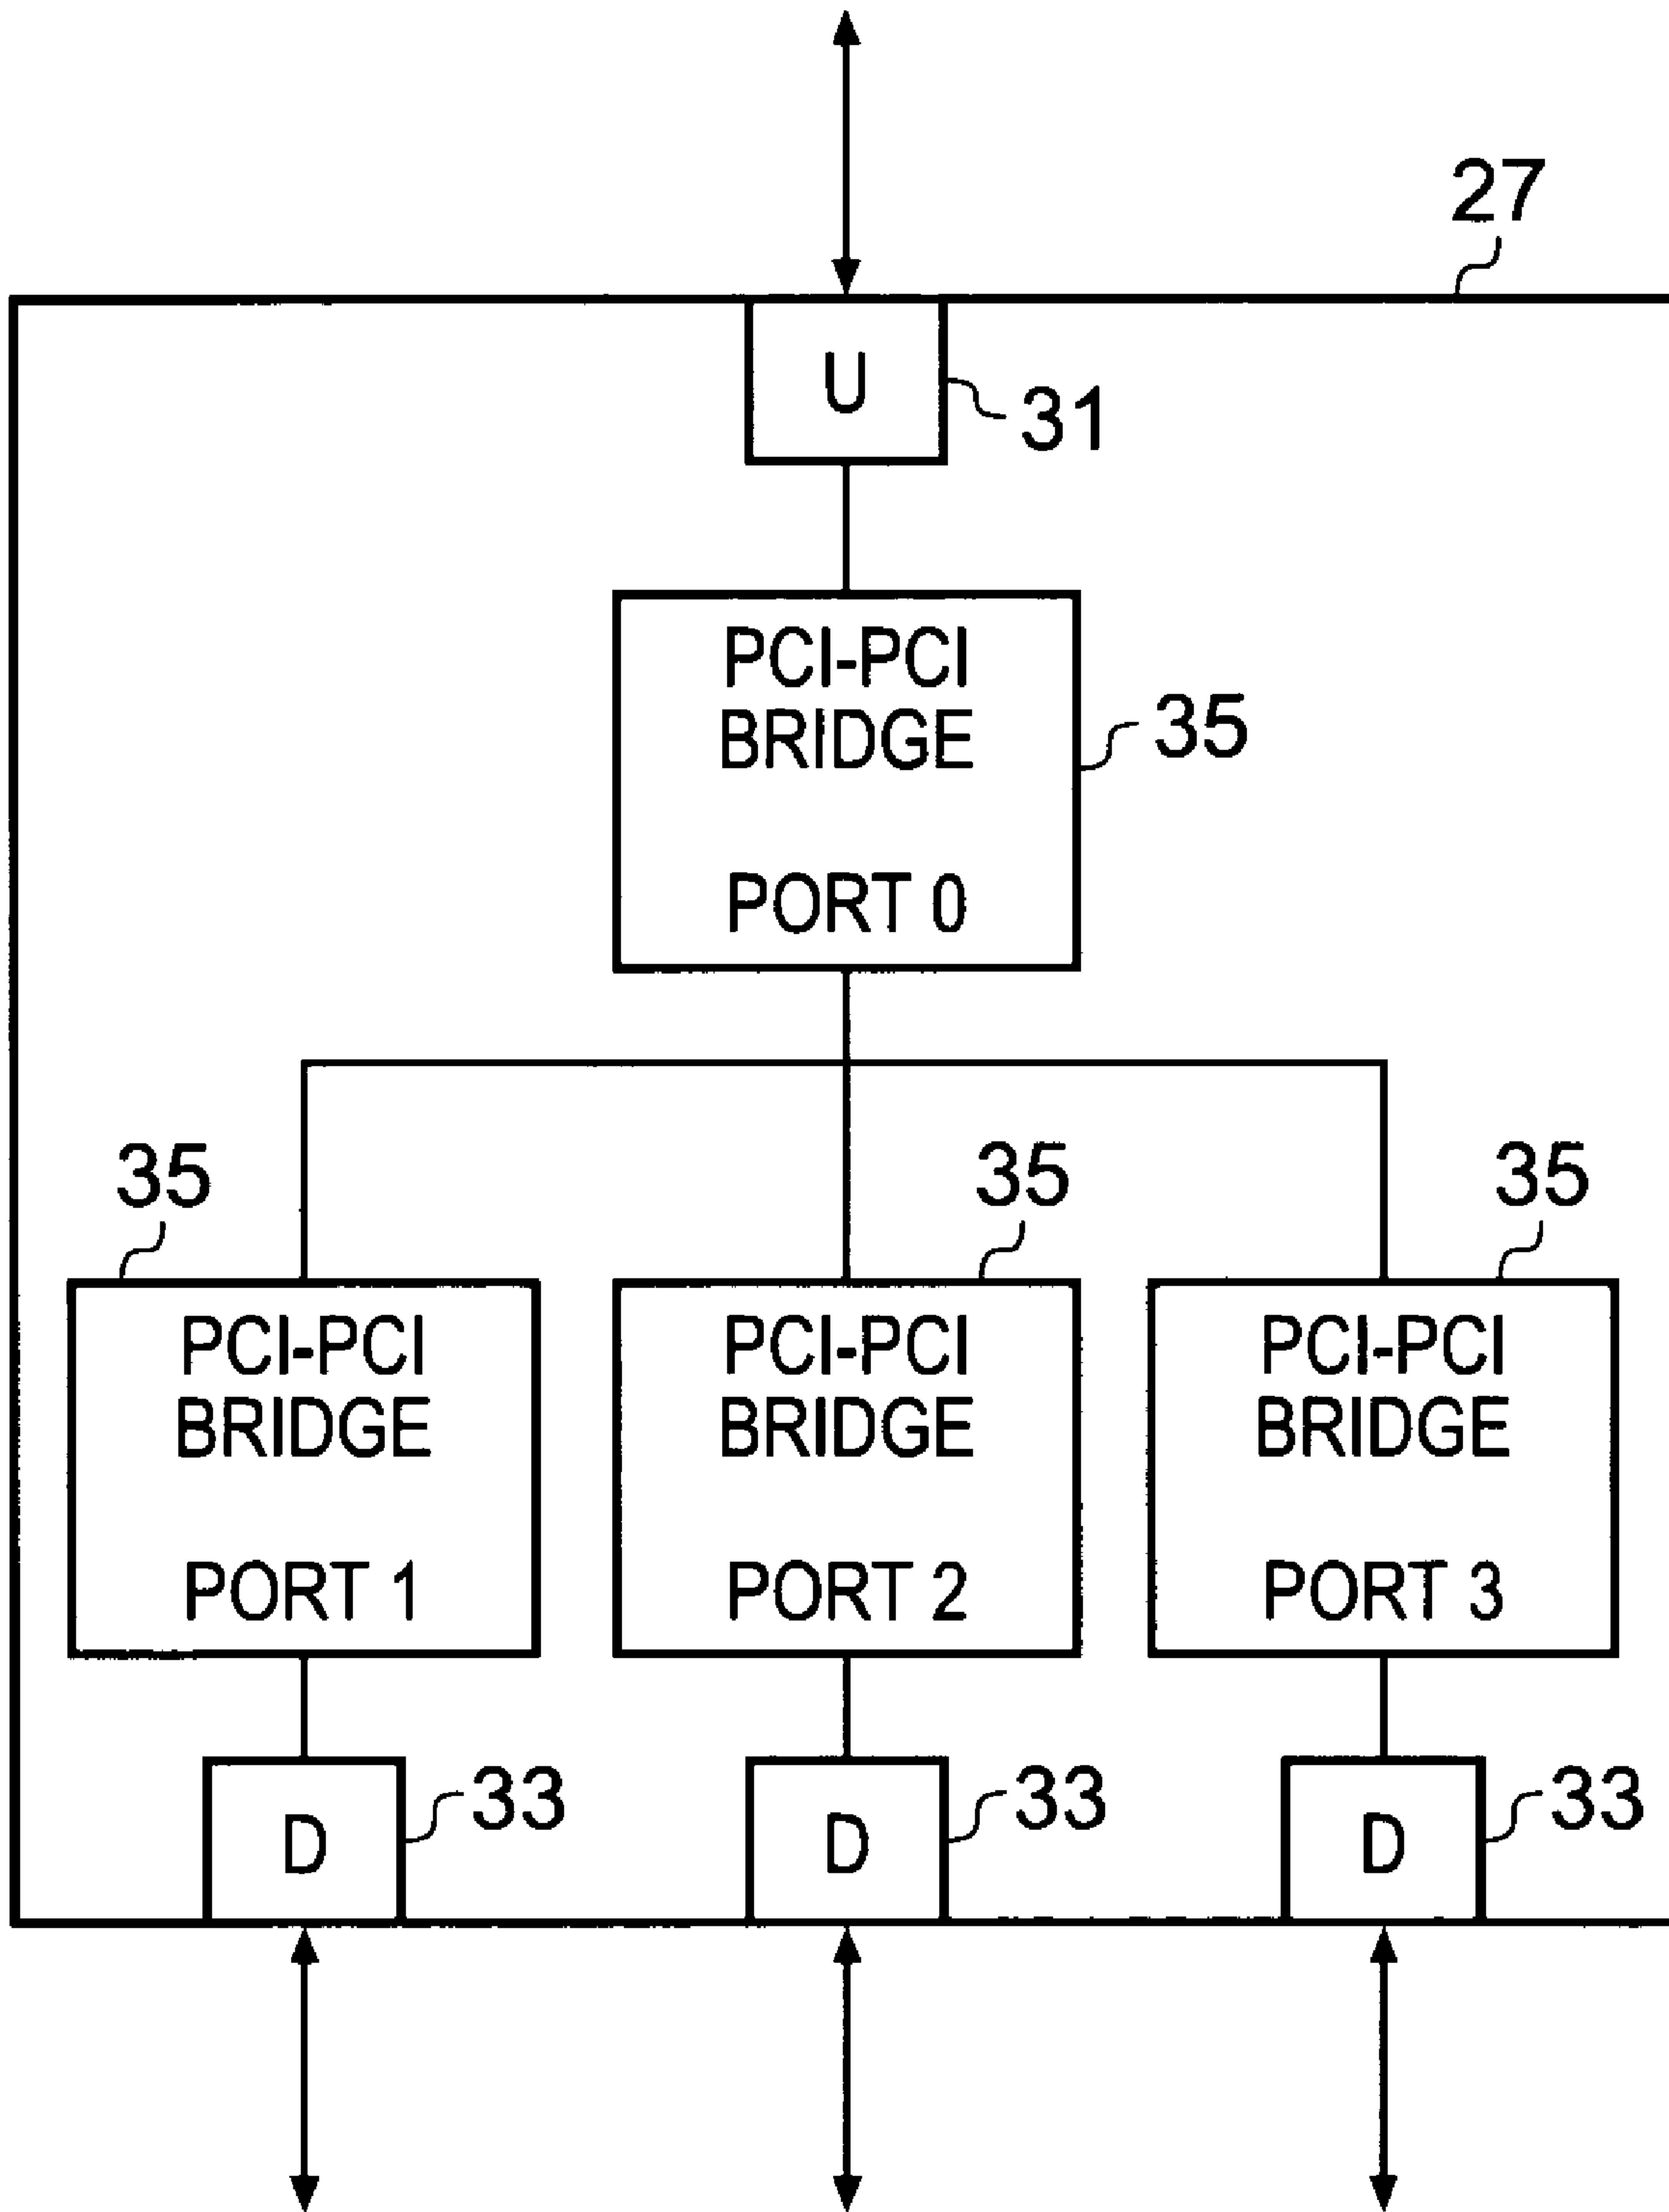 27
U
31
PCI-PCI
BRIDGE
PORT 0
35
35
35
35
PCI-PCI
BRIDGE
PORT 1
PCI-PCI
BRIDGE
PORT 2
PCI-PCI
BRIDGE
PORT 3
D
33
D
33
D
33